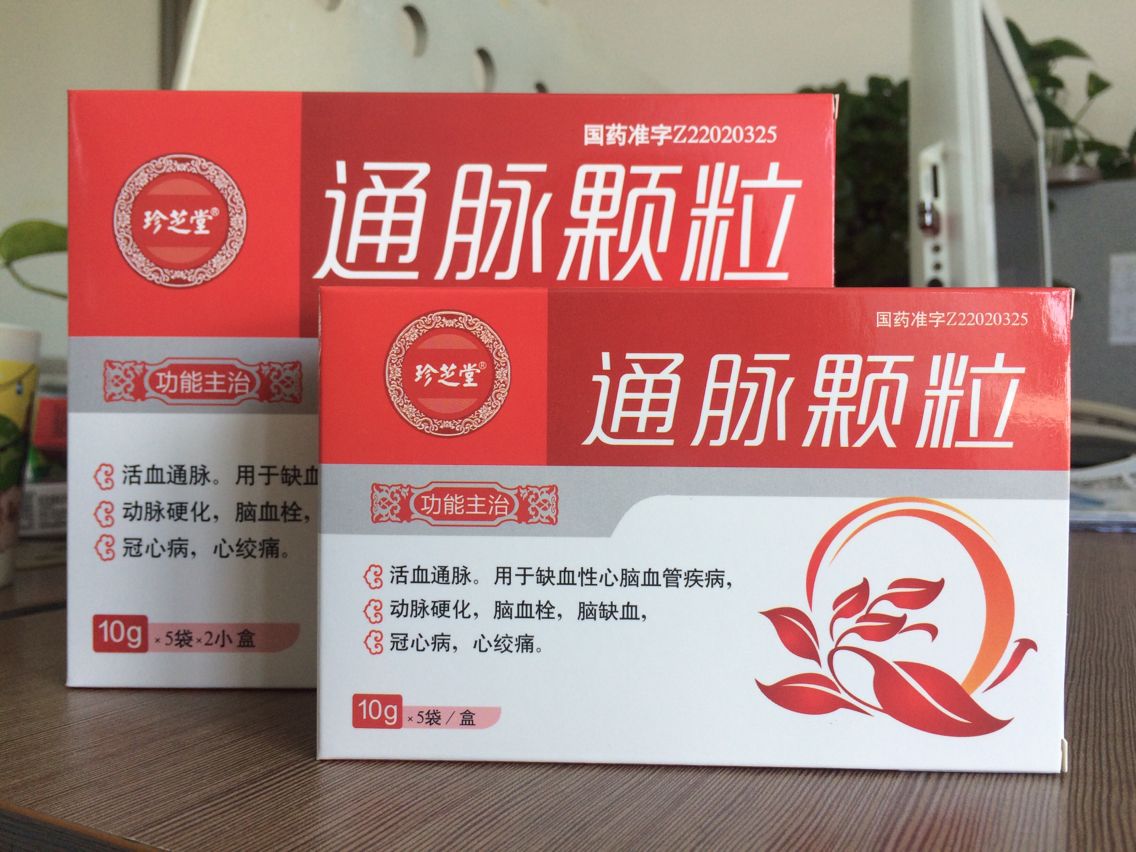 国药准字Z22020325
珍芝堂®
通脉颗粒
功能主治
活血通脉。用于缺血
动脉硬化，脑血栓，
冠心病，心绞痛。
10g×5袋×2小盒
国药准字Z22020325
珍芝堂®
通脉颗粒
功能主治
活血通脉。用于缺血性心脑血管疾病，
动脉硬化，脑血栓，脑缺血，
冠心病，心绞痛。
10g×5袋／盒